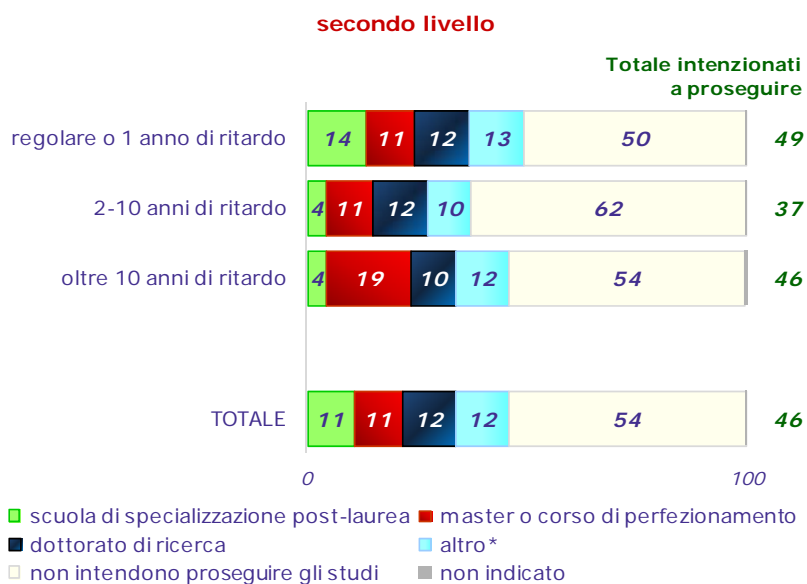 secondo livello
Totale intenzionati
a proseguire
regolare o 1 anno di ritardo 14 11 12 13 50 49
2-10 anni di ritardo 4 11 12 10 62 37
oltre 10 anni di ritardo 4 19 10 12 54 46
TOTALE 11 11 12 12 54 46
0 100
scuola di specializzazione post-laurea master o corso di perfezionamento
dottorato di ricerca altro*
non intendono proseguire gli studi non indicato